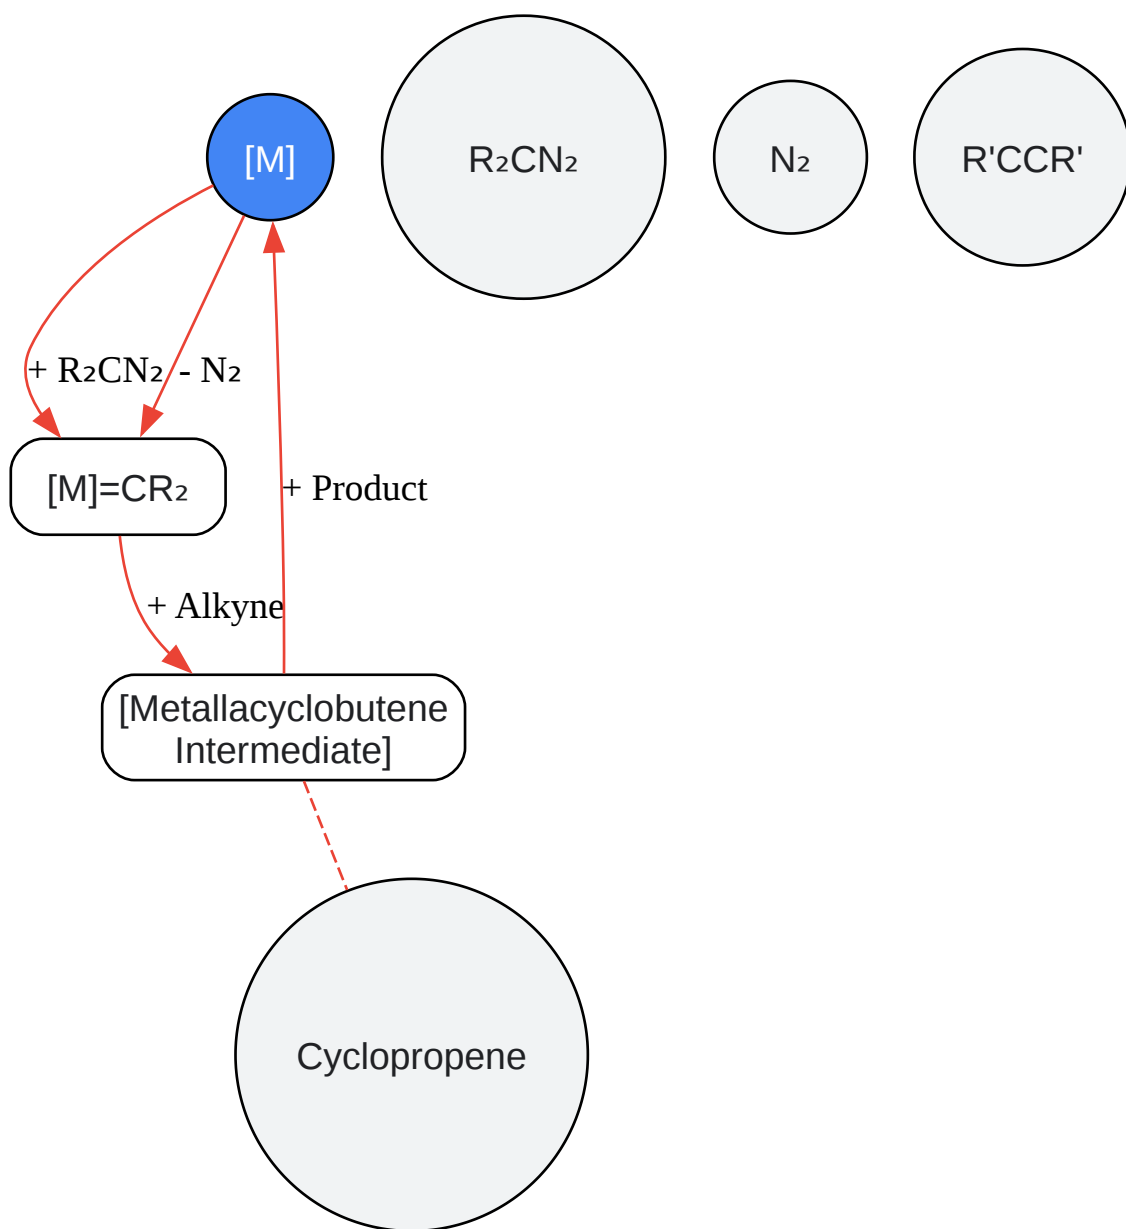 [M]
R₂CN₂
N₂
R'CCR'
+ R₂CN₂
- N₂
[M]=CR₂
+ Product
+ Alkyne
[Metallacyclobutene
Intermediate]
Cyclopropene